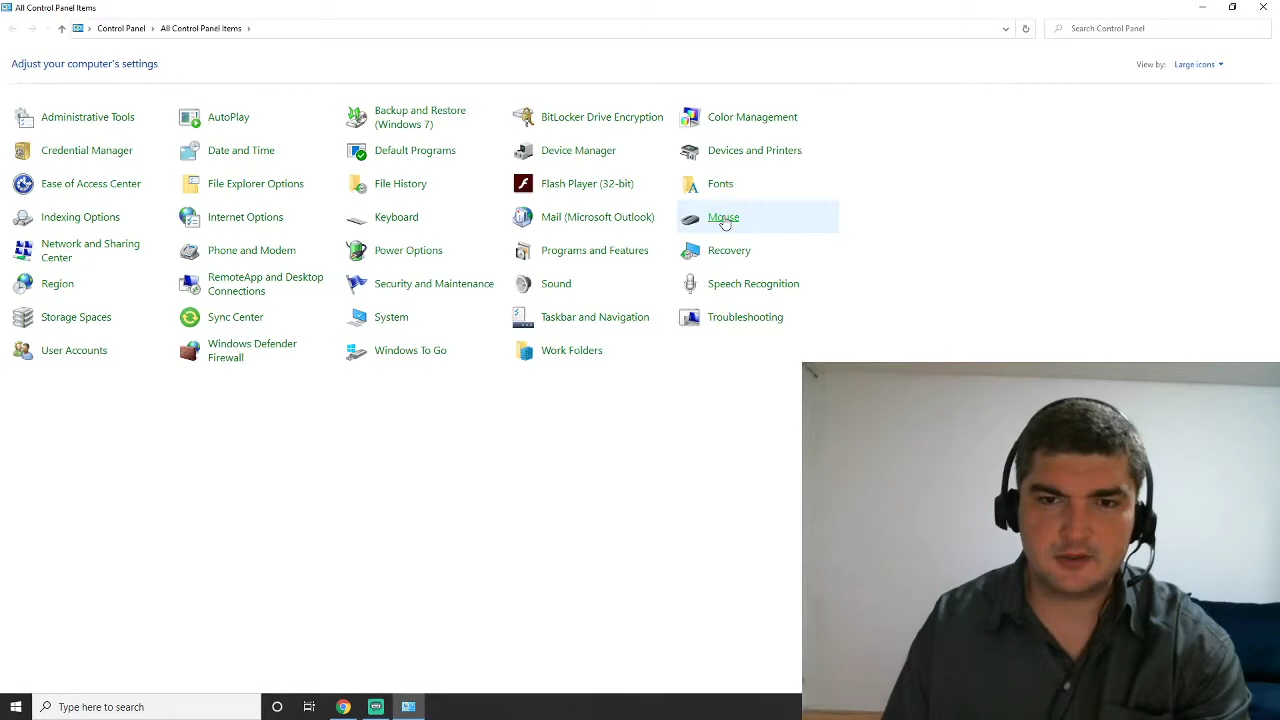 All Control Panel Items
Control Panel > All Control Panel Items >
Search Control Panel
Adjust your computer's settings
View by: Large icons
Administrative Tools
AutoPlay
Backup and Restore
(Windows 7)
BitLocker Drive Encryption
Color Management
Credential Manager
Date and Time
Default Programs
Device Manager
Devices and Printers
Ease of Access Center
File Explorer Options
File History
Flash Player (32-bit)
Fonts
Indexing Options
Internet Options
Keyboard
Mail (Microsoft Outlook)
Mouse
Network and Sharing
Center
Phone and Modem
Power Options
Programs and Features
Recovery
Region
RemoteApp and Desktop
Connections
Security and Maintenance
Sound
Speech Recognition
Storage Spaces
Sync Center
System
Taskbar and Navigation
Troubleshooting
User Accounts
Windows Defender
Firewall
Windows To Go
Work Folders
Type here to search